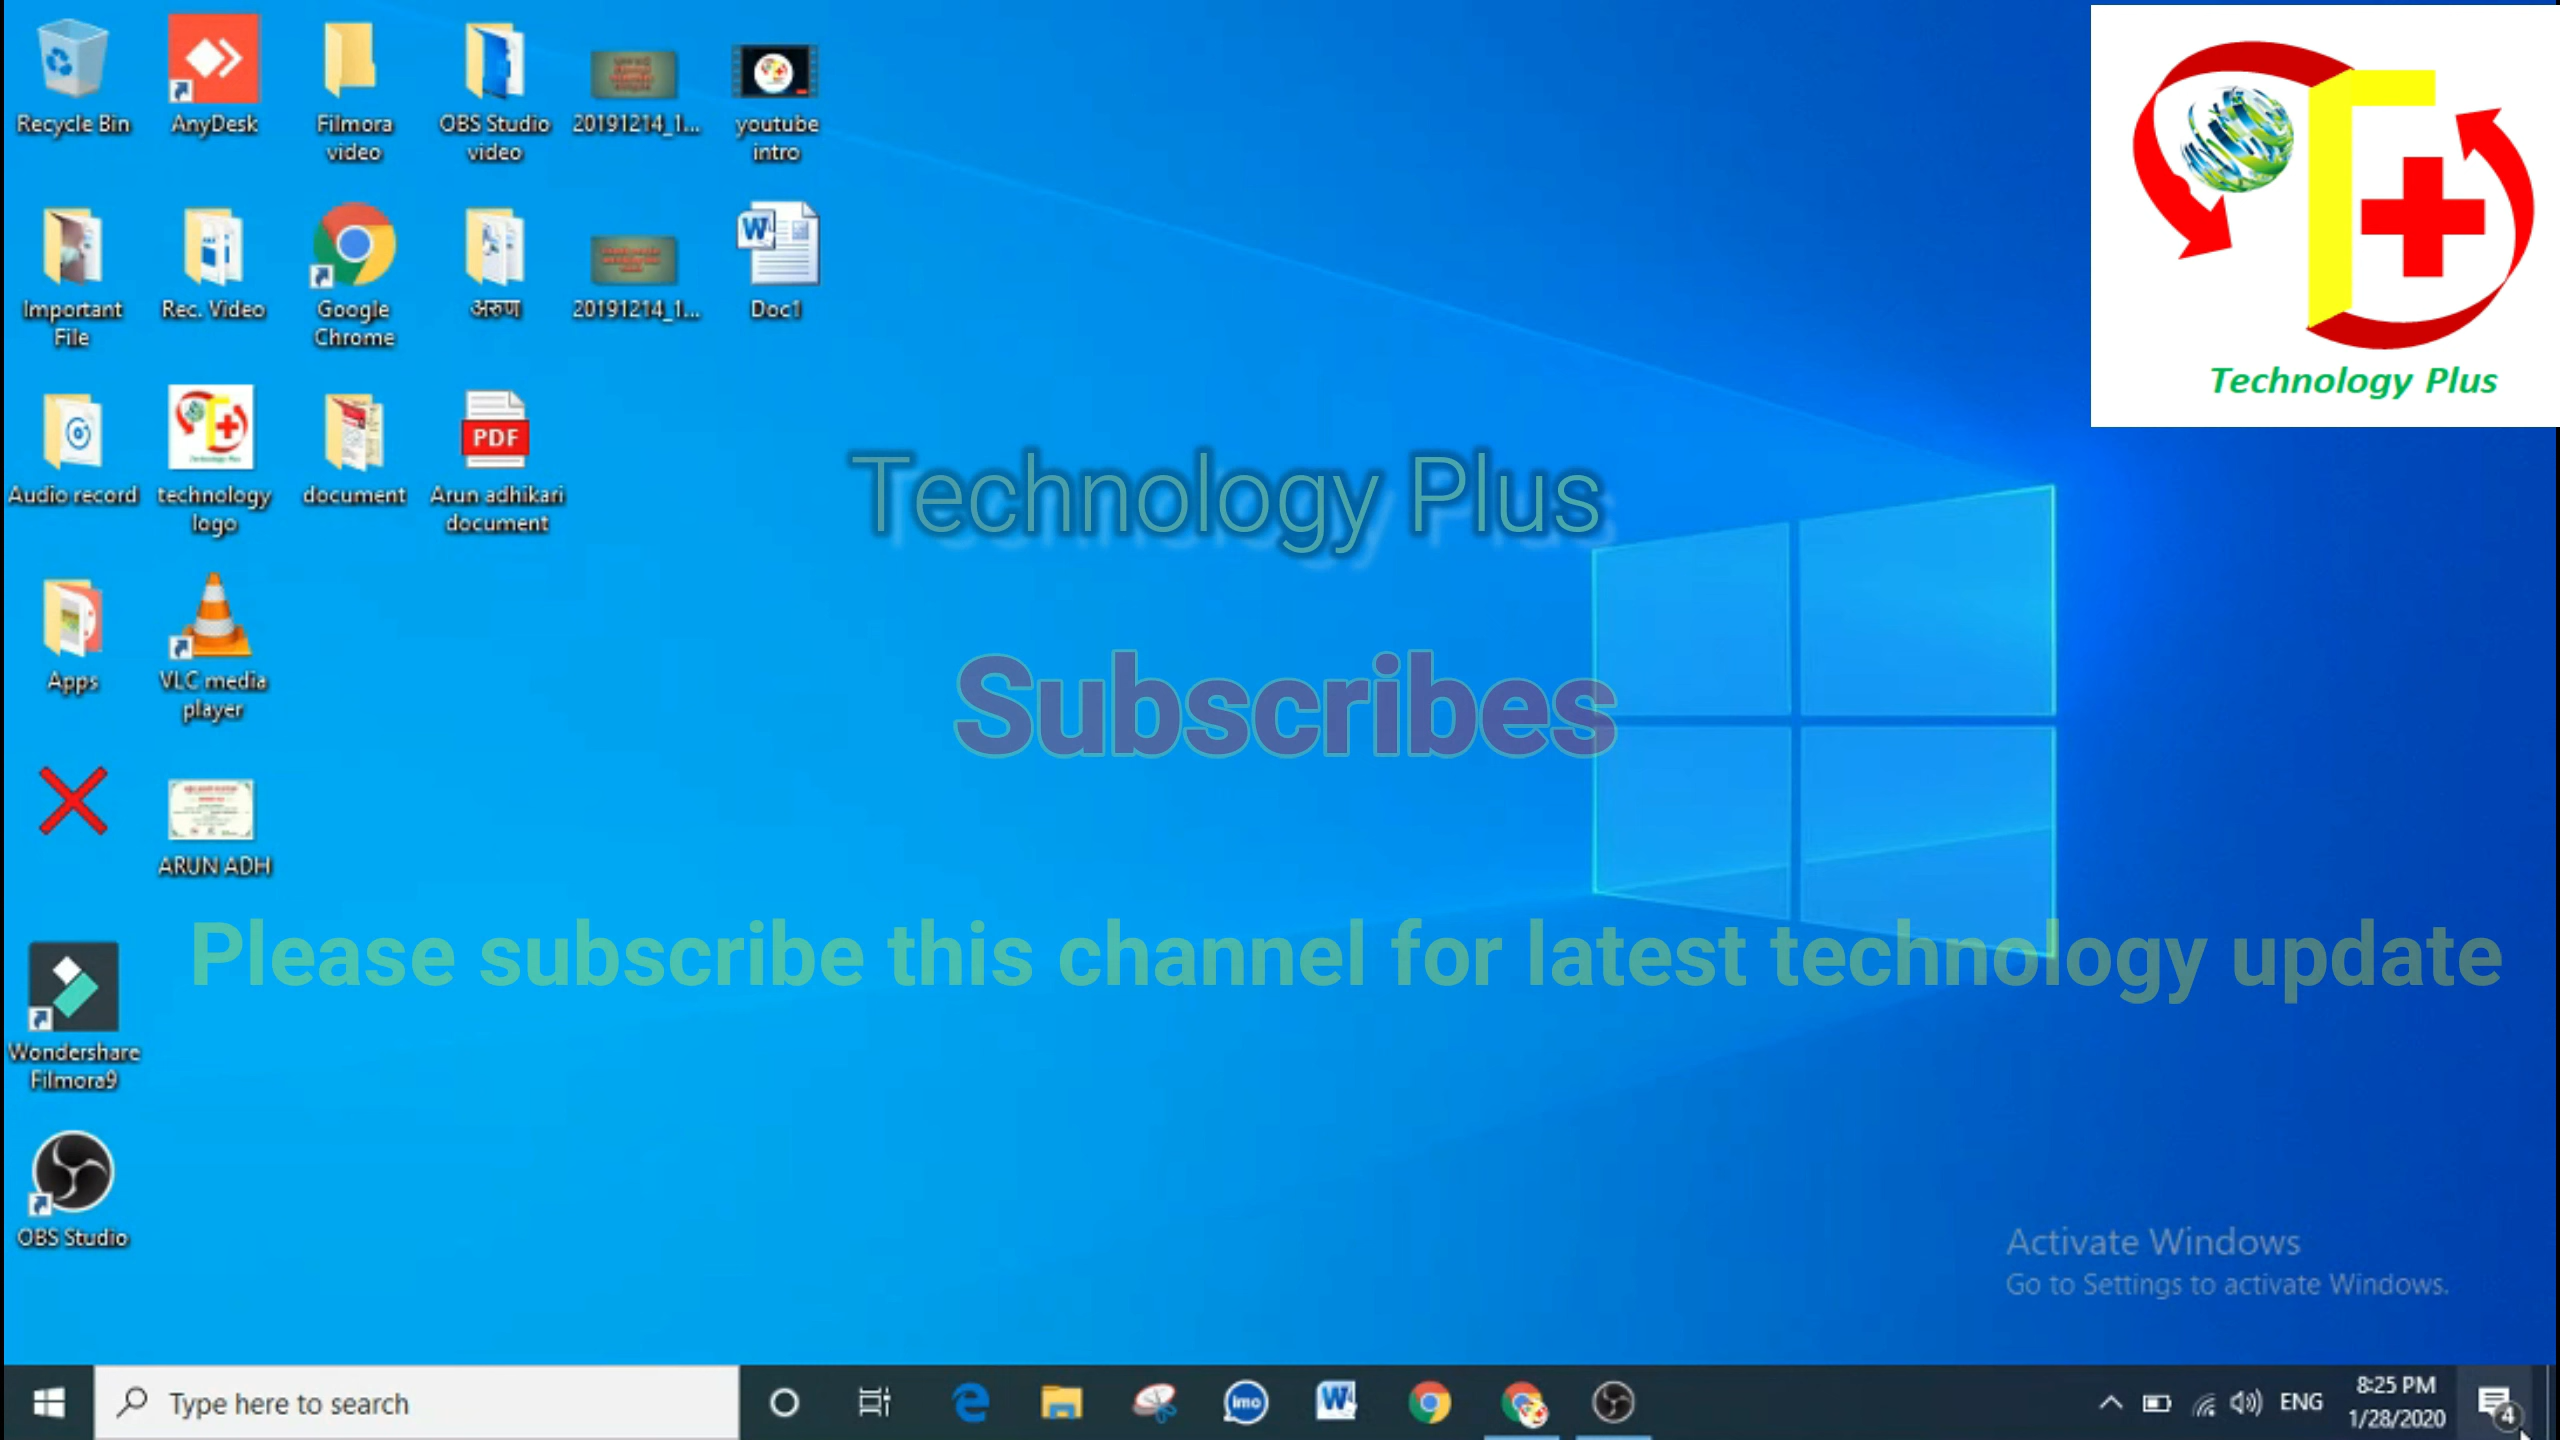 Recycle Bin
AnyDesk
Filmora
video
OBS Studio
video
20191214_1...
youtube
intro
Important
File
Rec. Video
Google
Chrome
अरुण
20191214_1...
Doc1
Audio record
technology
logo
document
PDF
Arun adhikari
document
Apps
VLC media
player
ARUN ADH
Wondershare
Filmora9
OBS Studio
Technology Plus
Technology Plus
Subscribes
Please subscribe this channel for latest technology update
Activate Windows
Go to Settings to activate Windows.
Type here to search
imo
W
ENG
8:25 PM
1/28/2020
4